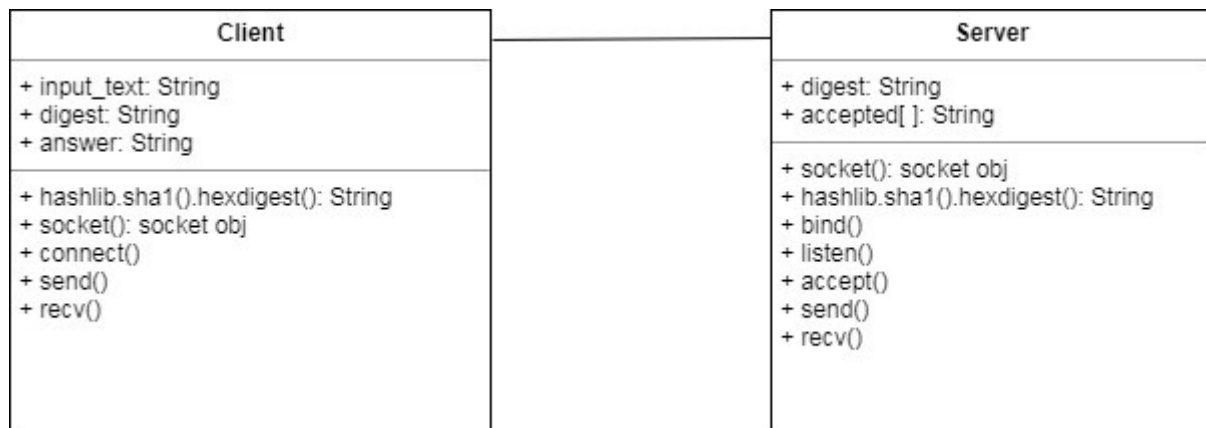 Client
+ input_text: String
+ digest: String
+ answer: String
+ hashlib.sha1().hexdigest(): String
+ socket(): socket obj
+ connect()
+ send()
+ recv()
Server
+ digest: String
+ accepted[ ]: String
+ socket(): socket obj
+ hashlib.sha1().hexdigest(): String
+ bind()
+ listen()
+ accept()
+ send()
+ recv()